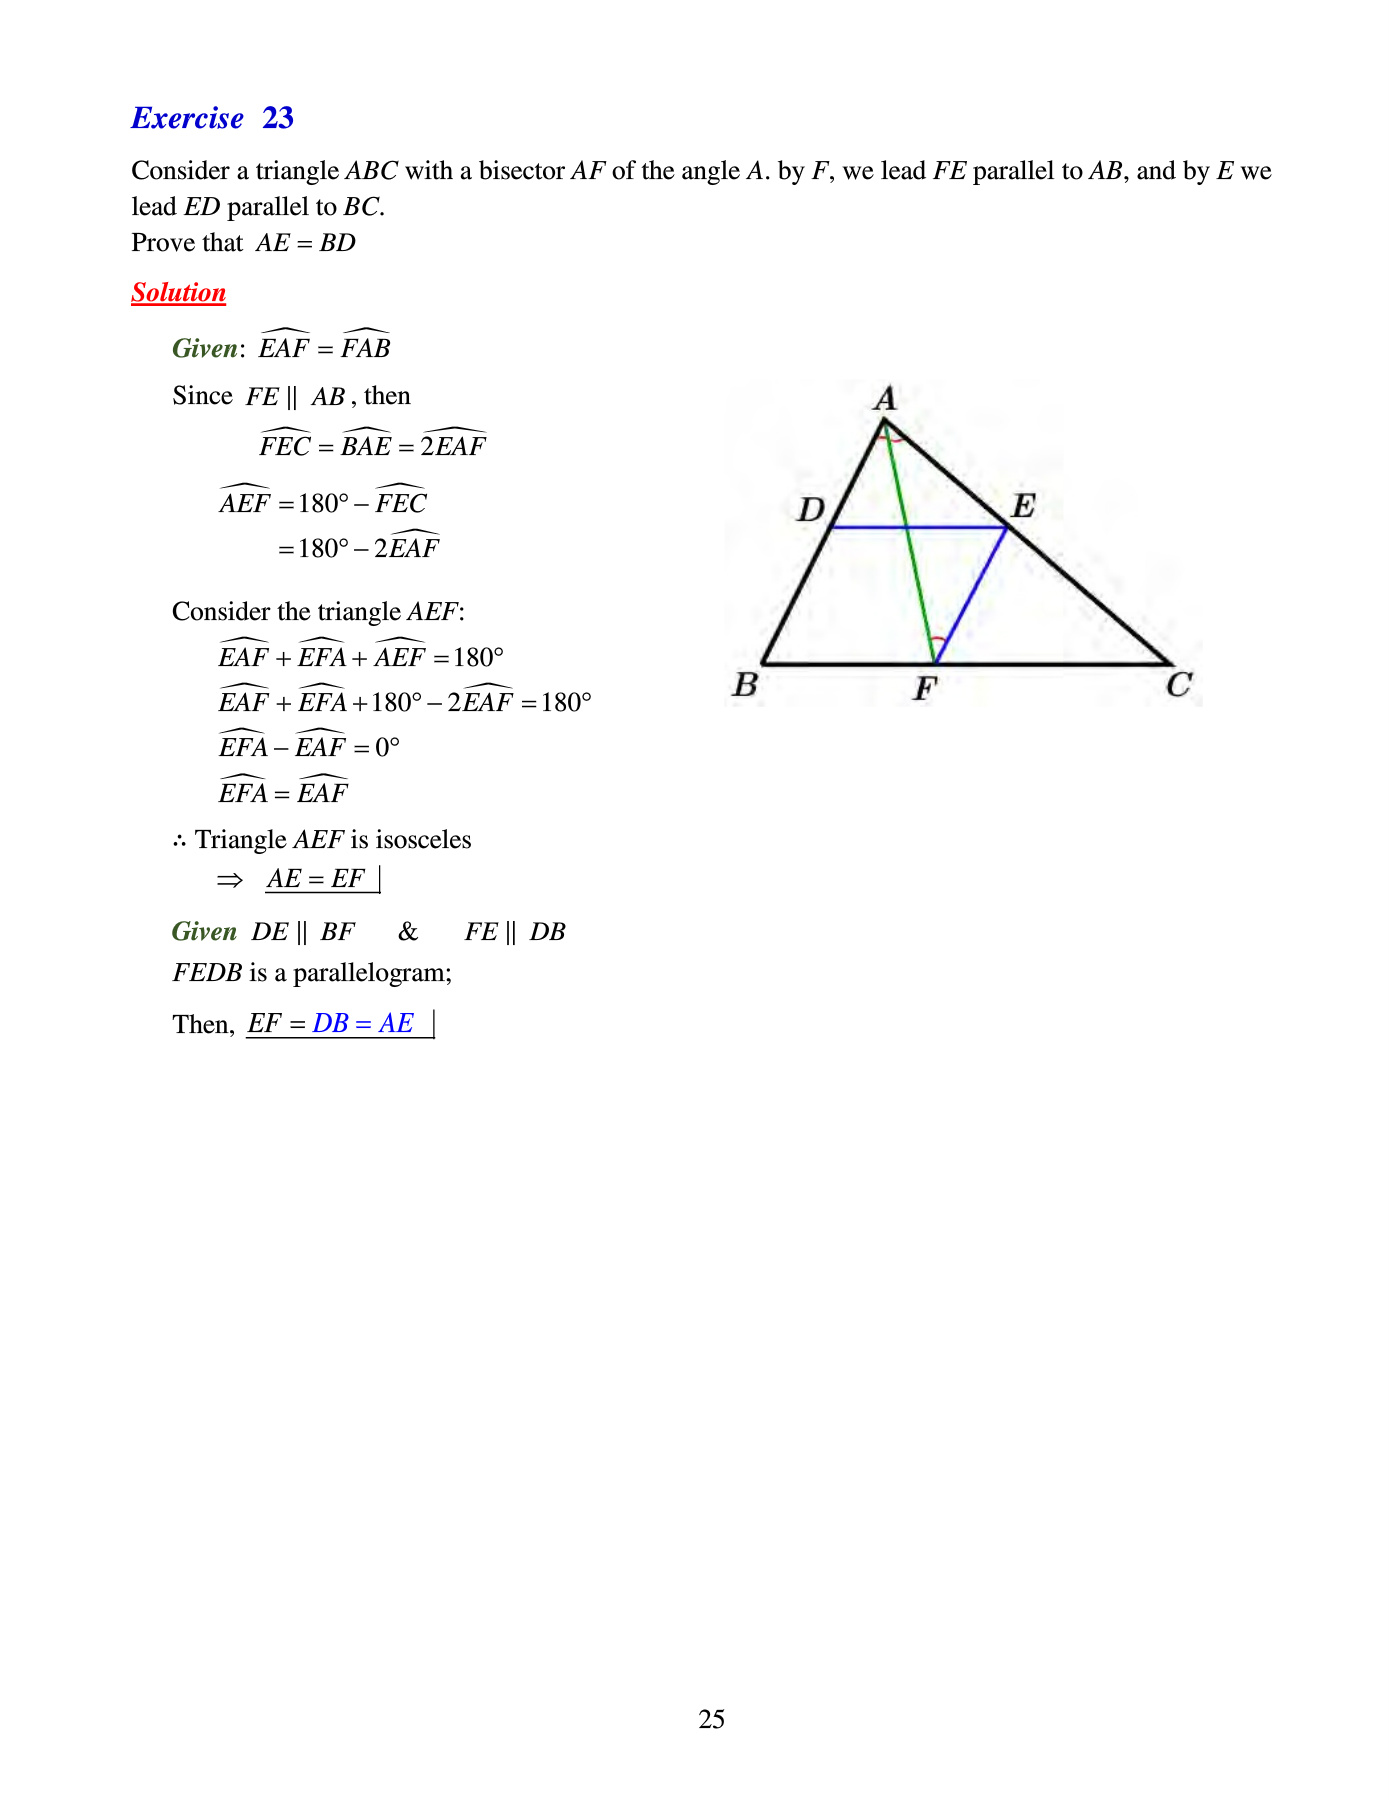 Exercise 23
Consider a triangle ABC with a bisector AF of the angle A. by F, we lead FE parallel to AB, and by E we
lead ED parallel to BC.
Prove that AE = BD
Solution
Given: \widehat{EAF} = \widehat{FAB}
Since FE || AB , then
\widehat{FEC} = \widehat{BAE} = 2\widehat{EAF}
\widehat{AEF} = 180° − \widehat{FEC}
= 180° − 2\widehat{EAF}
Consider the triangle AEF:
\widehat{EAF} + \widehat{EFA} + \widehat{AEF} = 180°
\widehat{EAF} + \widehat{EFA} + 180° − 2\widehat{EAF} = 180°
\widehat{EFA} − \widehat{EAF} = 0°
\widehat{EFA} = \widehat{EAF}
∴ Triangle AEF is isosceles
⇒ AE = EF |
Given DE || BF & FE || DB
FEDB is a parallelogram;
Then, EF = DB = AE |
A
D
E
B
F
C
25